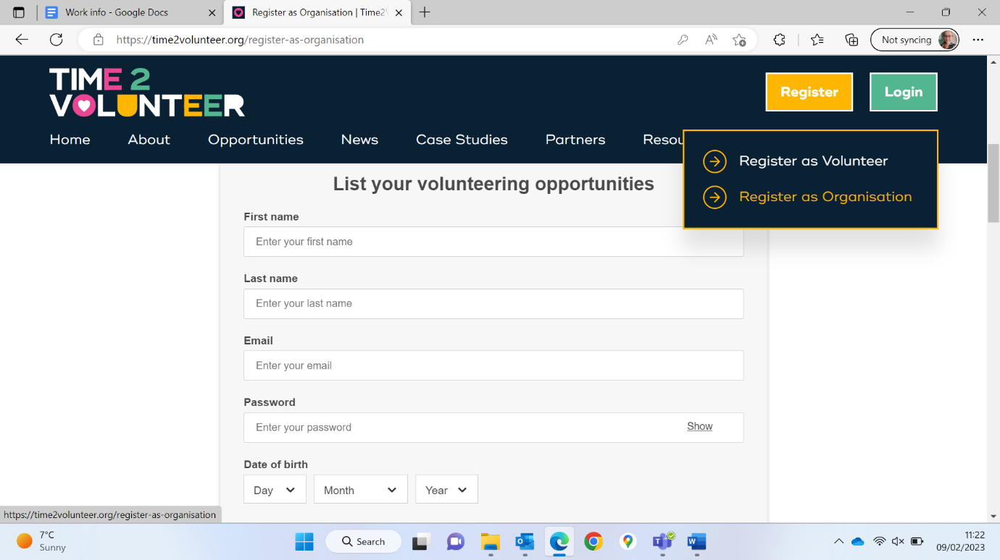 Work info - Google Docs
Register as Organisation | Time2
https://time2volunteer.org/register-as-organisation
Not syncing
TIME 2
VOLUNTEER
Register
Login
Home About Opportunities News Case Studies Partners Resou
Register as Volunteer
Register as Organisation
List your volunteering opportunities
First name
Enter your first name
Last name
Enter your last name
Email
Enter your email
Password
Enter your password
Show
Date of birth
Day Month Year
https://time2volunteer.org/register-as-organisation
7°C
Sunny
Search
11:22
09/02/2023